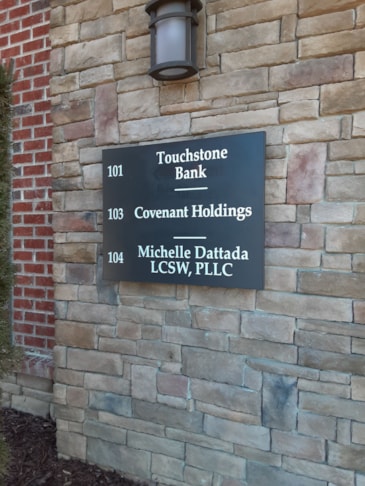 101 Touchstone
Bank
103 Covenant Holdings
104 Michelle Dattada
LCSW, PLLC